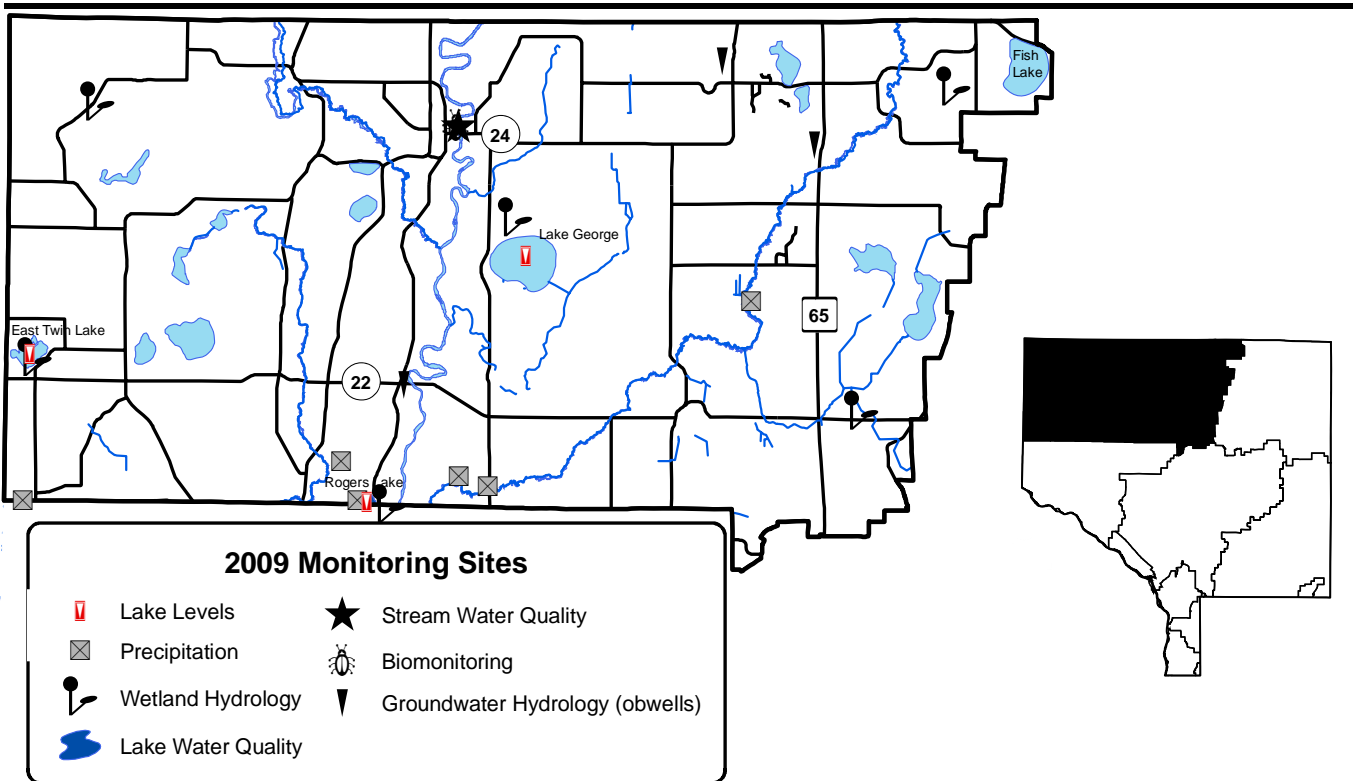 Fish
Lake
24
Lake George
65
East Twin Lake
22
Rogers Lake
2009 Monitoring Sites
Lake Levels
Precipitation
Wetland Hydrology
Lake Water Quality
Stream Water Quality
Biomonitoring
Groundwater Hydrology (obwells)